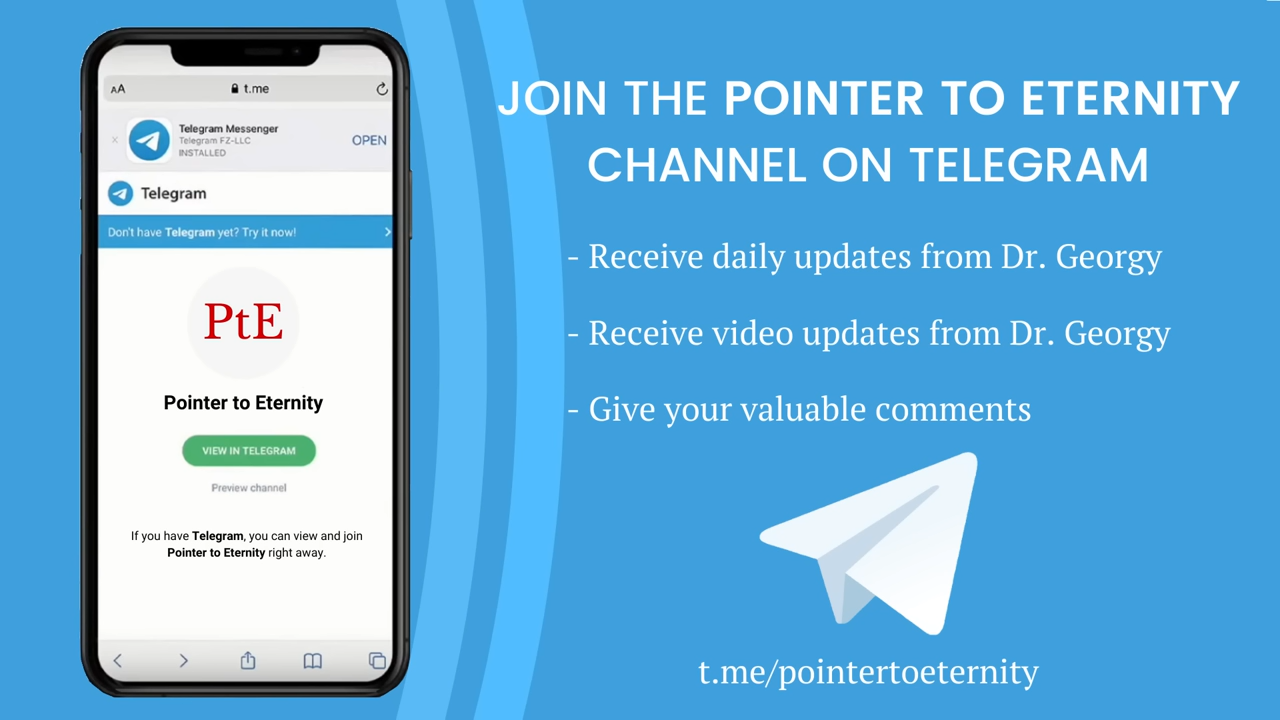 AA
t.me
Telegram Messenger
Telegram FZ-LLC
INSTALLED
OPEN
Telegram
Don't have Telegram yet? Try it now!
PtE
Pointer to Eternity
VIEW IN TELEGRAM
Preview channel
If you have Telegram, you can view and join
Pointer to Eternity right away.
JOIN THE POINTER TO ETERNITY
CHANNEL ON TELEGRAM
- Receive daily updates from Dr. Georgy
- Receive video updates from Dr. Georgy
- Give your valuable comments
t.me/pointertoeternity